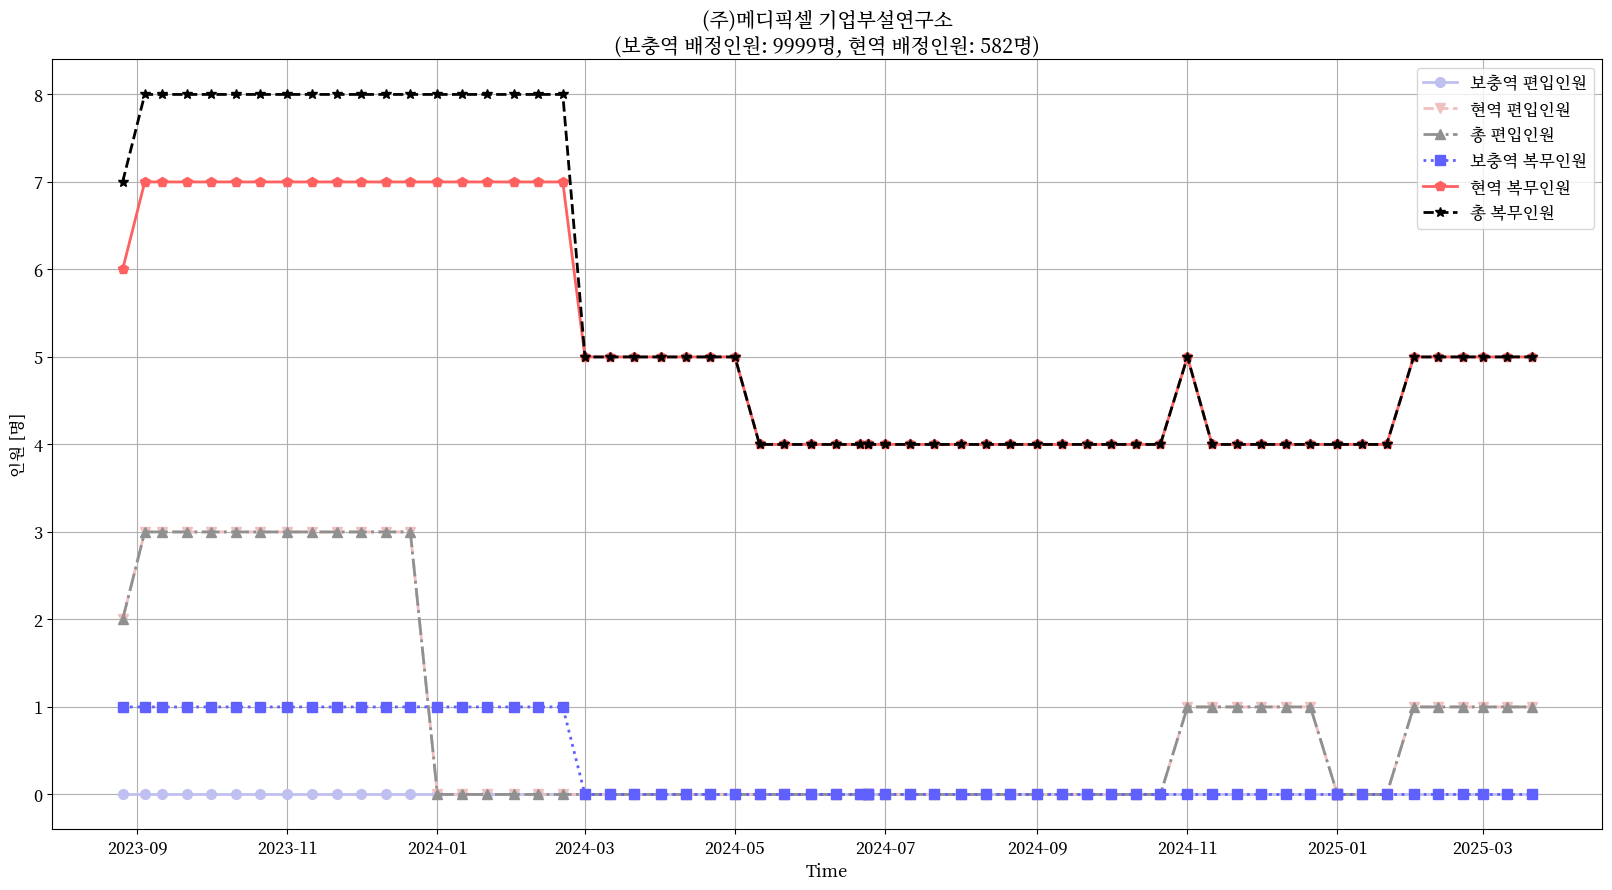 (주)메디픽셀 기업부설연구소
(보충역 배정인원: 9999명, 현역 배정인원: 582명)
보충역 편입인원
현역 편입인원
총 편입인원
보충역 복무인원
현역 복무인원
총 복무인원
인원 [명]
8
7
6
5
4
3
2
1
0
2023-09 2023-11 2024-01 2024-03 2024-05 2024-07 2024-09 2024-11 2025-01 2025-03
Time